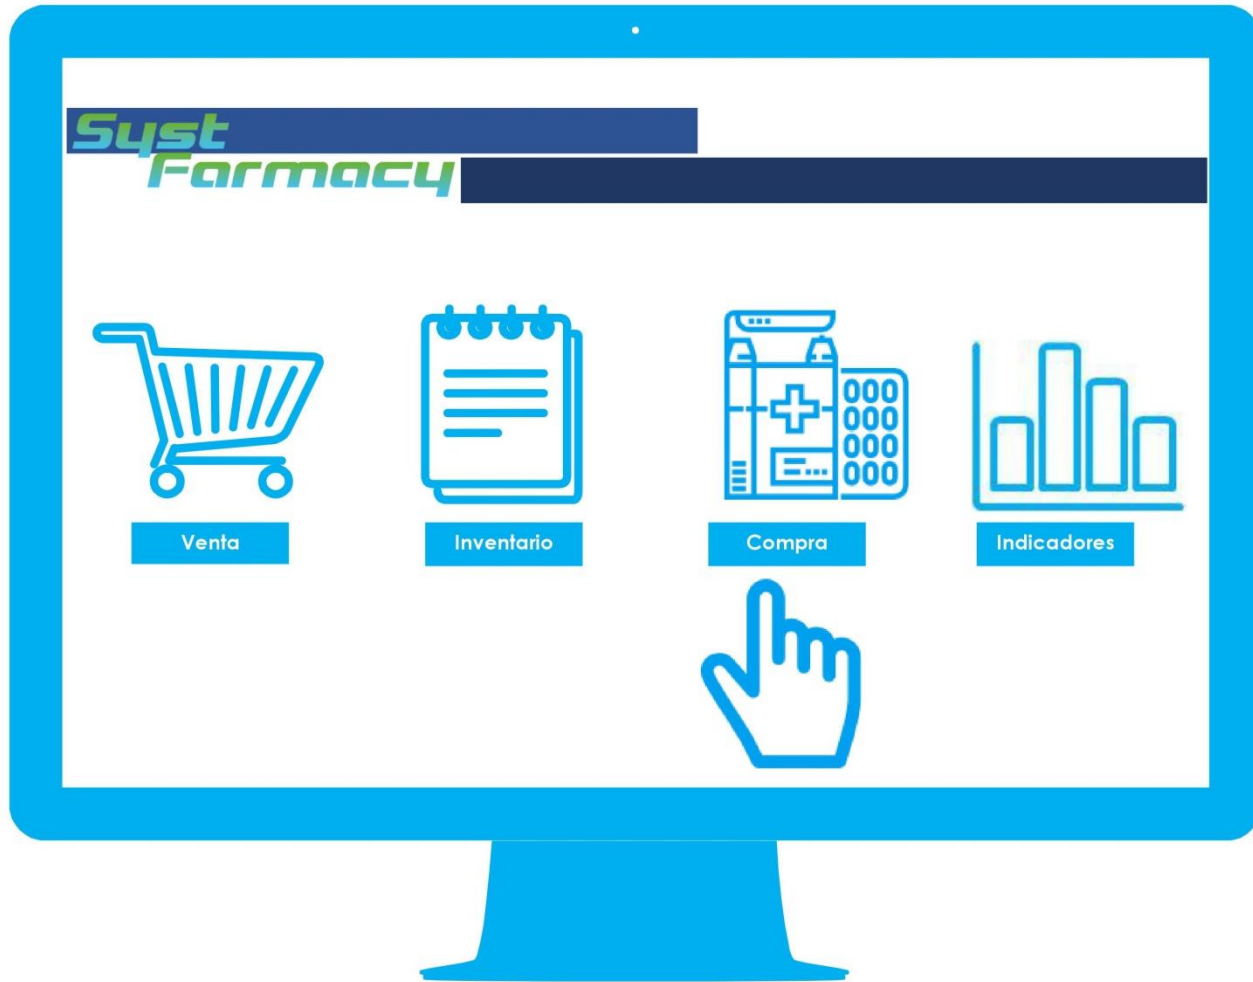 Syst
Farmacy
Venta
Inventario
Compra
Indicadores